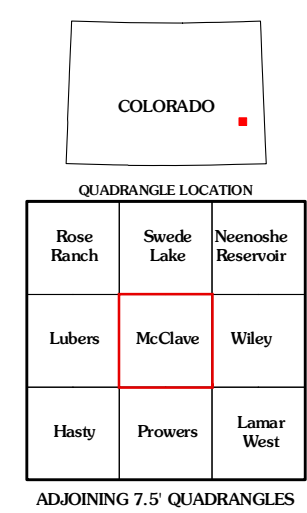 COLORADO
QUADRANGLE LOCATION
Rose
Ranch
Swede
Lake
Neenoshe
Reservoir
Lubers
McClave
Wiley
Hasty
Prowers
Lamar
West
ADJOINING 7.5' QUADRANGLES